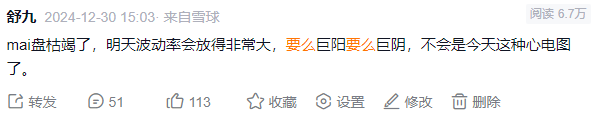 舒九 2024-12-30 15:03· 来自雪球 阅读 6.7万
mai盘枯竭了，明天波动率会放得非常大，要么巨阳要么巨阴，不会是今天这种心电图
了。
转发 51 113 收藏 设置 修改 删除